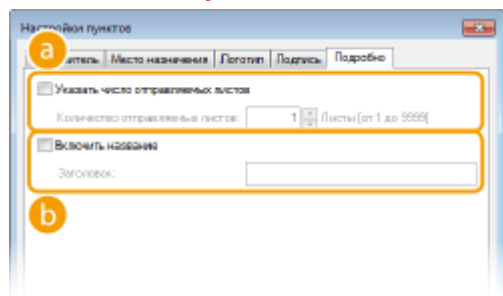 Настройки пунктов
a
Место назначения Логотип Подпись Подробно
Указать число отправляемых листов
Количество отправляемых листов: 1 Листы [от 1 до 9999]
Включить название
Заголовок:
b